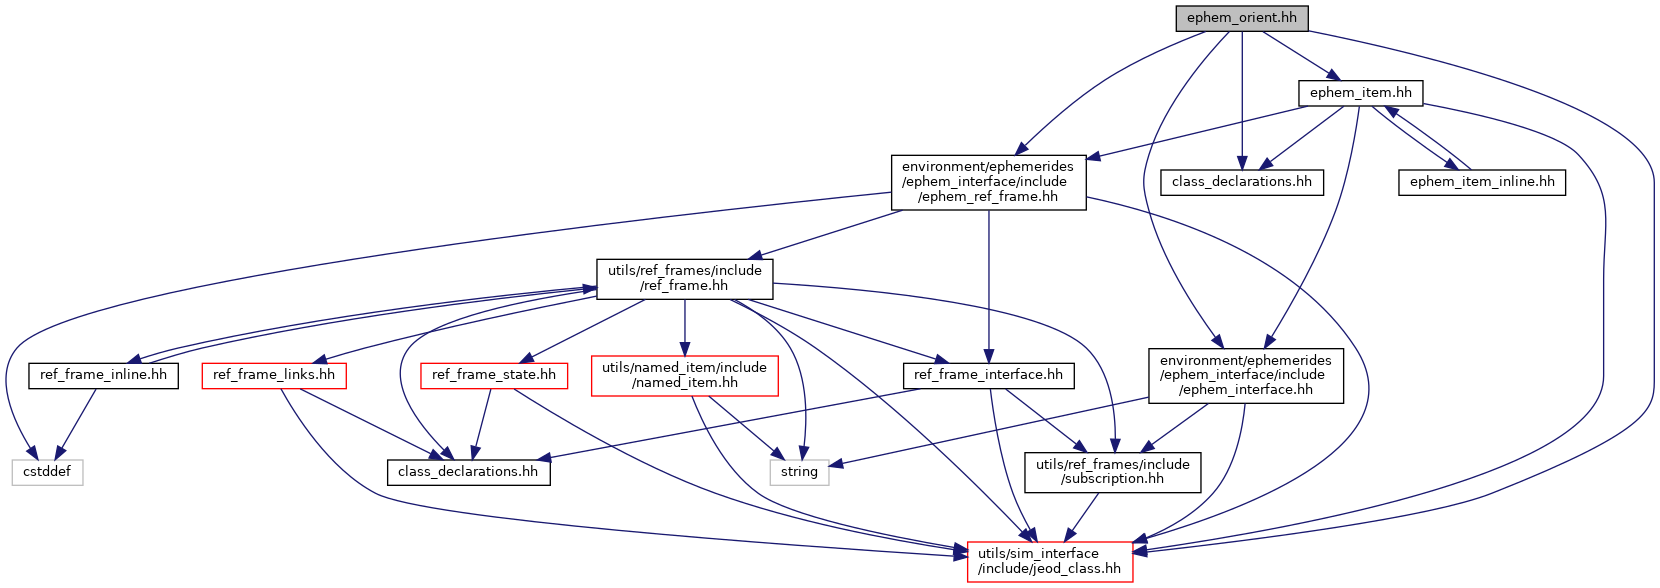 ephem_orient.hh
ephem_item.hh
environment/ephemerides
/ephem_interface/include
/ephem_ref_frame.hh
class_declarations.hh
ephem_item_inline.hh
utils/ref_frames/include
/ref_frame.hh
ref_frame_inline.hh
ref_frame_links.hh
ref_frame_state.hh
utils/named_item/include
/named_item.hh
ref_frame_interface.hh
environment/ephemerides
/ephem_interface/include
/ephem_interface.hh
cstddef
class_declarations.hh
string
utils/ref_frames/include
/subscription.hh
utils/sim_interface
/include/jeod_class.hh